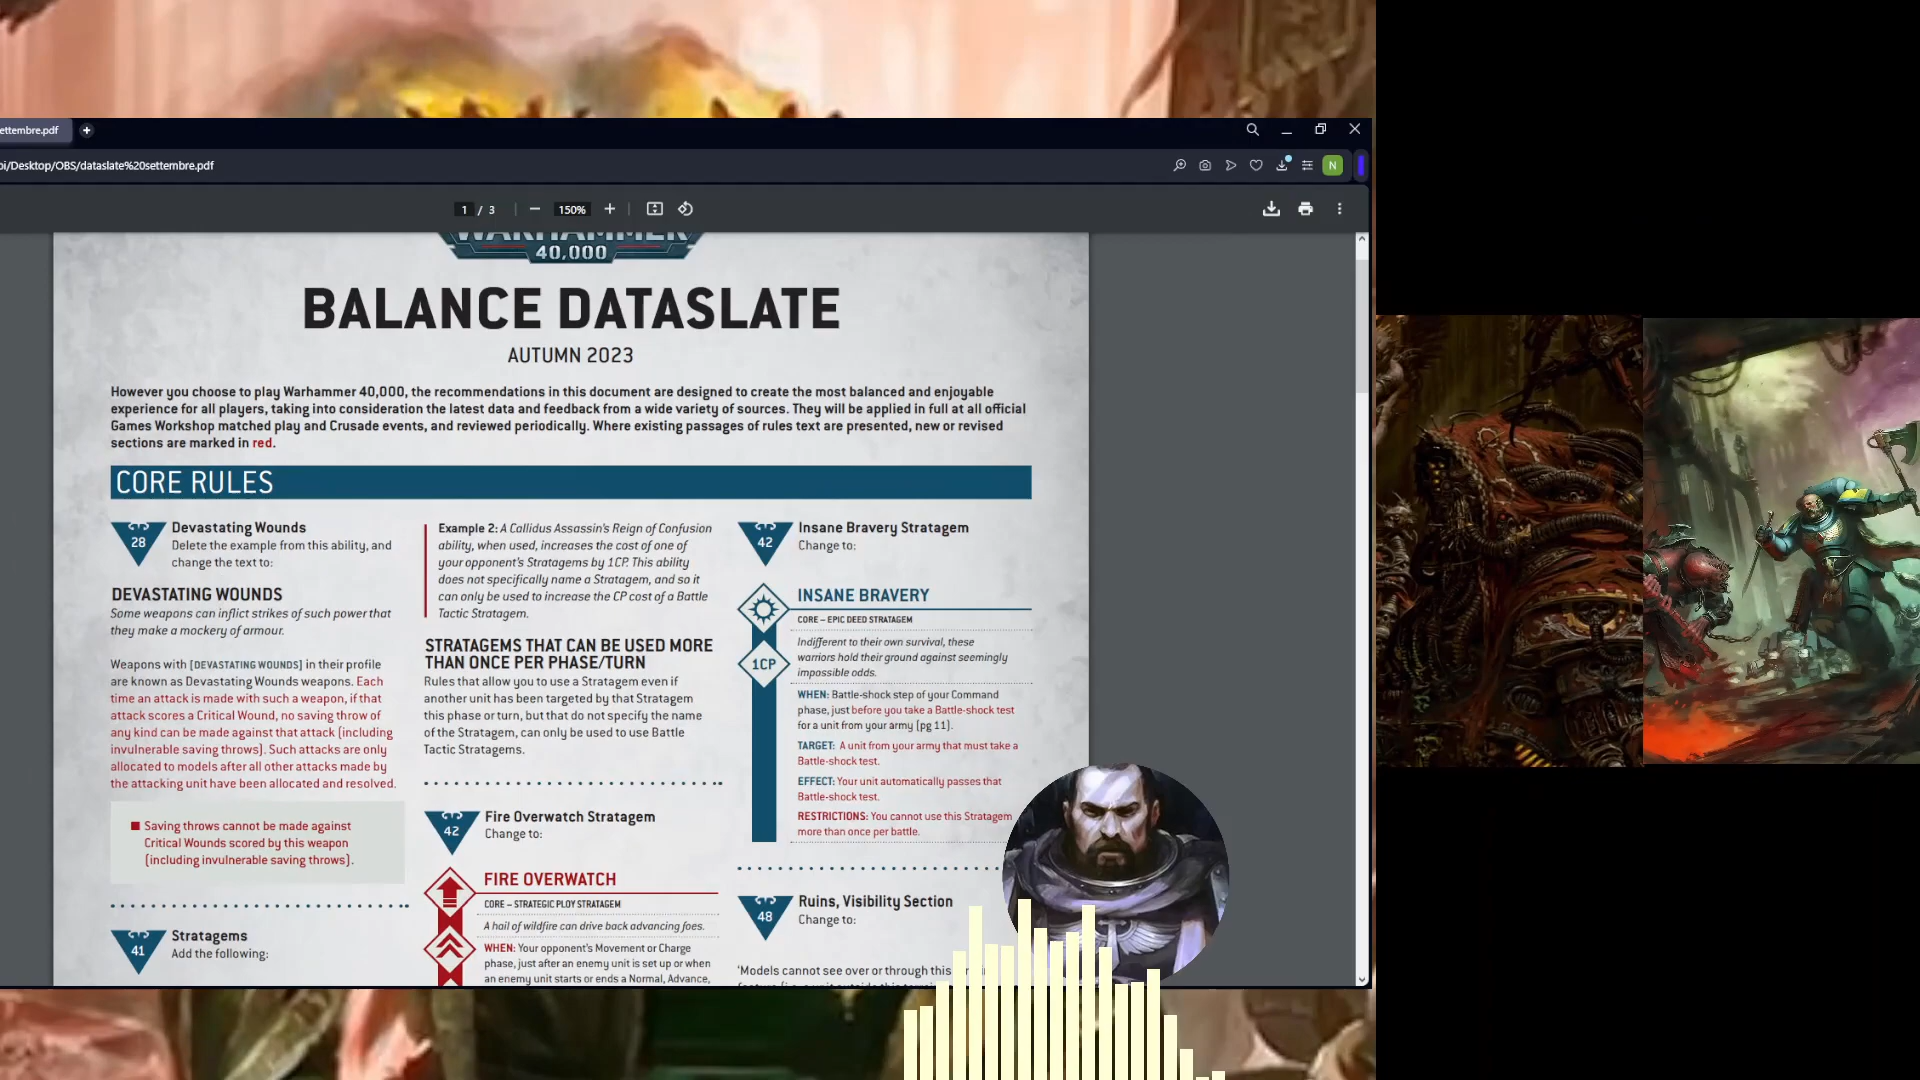 ettembre.pdf
pi/Desktop/OBS/dataslate%20settembre.pdf
N
1 / 3
150%
WARHAMMER
40,000
BALANCE DATASLATE
AUTUMN 2023
However you choose to play Warhammer 40,000, the recommendations in this document are designed to create the most balanced and enjoyable
experience for all players, taking into consideration the latest data and feedback from a wide variety of sources. They will be applied in full at all official
Games Workshop matched play and Crusade events, and reviewed periodically. Where existing passages of rules text are presented, new or revised
sections are marked in red.
CORE RULES
28
Devastating Wounds
Delete the example from this ability, and
change the text to:
DEVASTATING WOUNDS
Some weapons can inflict strikes of such power that
they make a mockery of armour.
Weapons with [DEVASTATING WOUNDS] in their profile
are known as Devastating Wounds weapons. Each
time an attack is made with such a weapon, if that
attack scores a Critical Wound, no saving throw of
any kind can be made against that attack (including
invulnerable saving throws). Such attacks are only
allocated to models after all other attacks made by
the attacking unit have been allocated and resolved.
■ Saving throws cannot be made against
Critical Wounds scored by this weapon
(including invulnerable saving throws).
41
Stratagems
Add the following:
Example 2: A Callidus Assassin's Reign of Confusion
ability, when used, increases the cost of one of
your opponent's Stratagems by 1CP. This ability
does not specifically name a Stratagem, and so it
can only be used to increase the CP cost of a Battle
Tactic Stratagem.
STRATAGEMS THAT CAN BE USED MORE
THAN ONCE PER PHASE/TURN
Rules that allow you to use a Stratagem even if
another unit has been targeted by that Stratagem
this phase or turn, but that do not specify the name
of the Stratagem, can only be used to use Battle
Tactic Stratagems.
42
Fire Overwatch Stratagem
Change to:
FIRE OVERWATCH
CORE – STRATEGIC PLOY STRATAGEM
A hail of wildfire can drive back advancing foes.
WHEN: Your opponent's Movement or Charge
phase, just after an enemy unit is set up or when
an enemy unit starts or ends a Normal, Advance,
42
Insane Bravery Stratagem
Change to:
INSANE BRAVERY
CORE – EPIC DEED STRATAGEM
Indifferent to their own survival, these
warriors hold their ground against seemingly
impossible odds.
1CP
WHEN: Battle-shock step of your Command
phase, just before you take a Battle-shock test
for a unit from your army (pg 11).
TARGET: A unit from your army that must take a
Battle-shock test.
EFFECT: Your unit automatically passes that
Battle-shock test.
RESTRICTIONS: You cannot use this Stratagem
more than once per battle.
48
Ruins, Visibility Section
Change to:
'Models cannot see over or through this